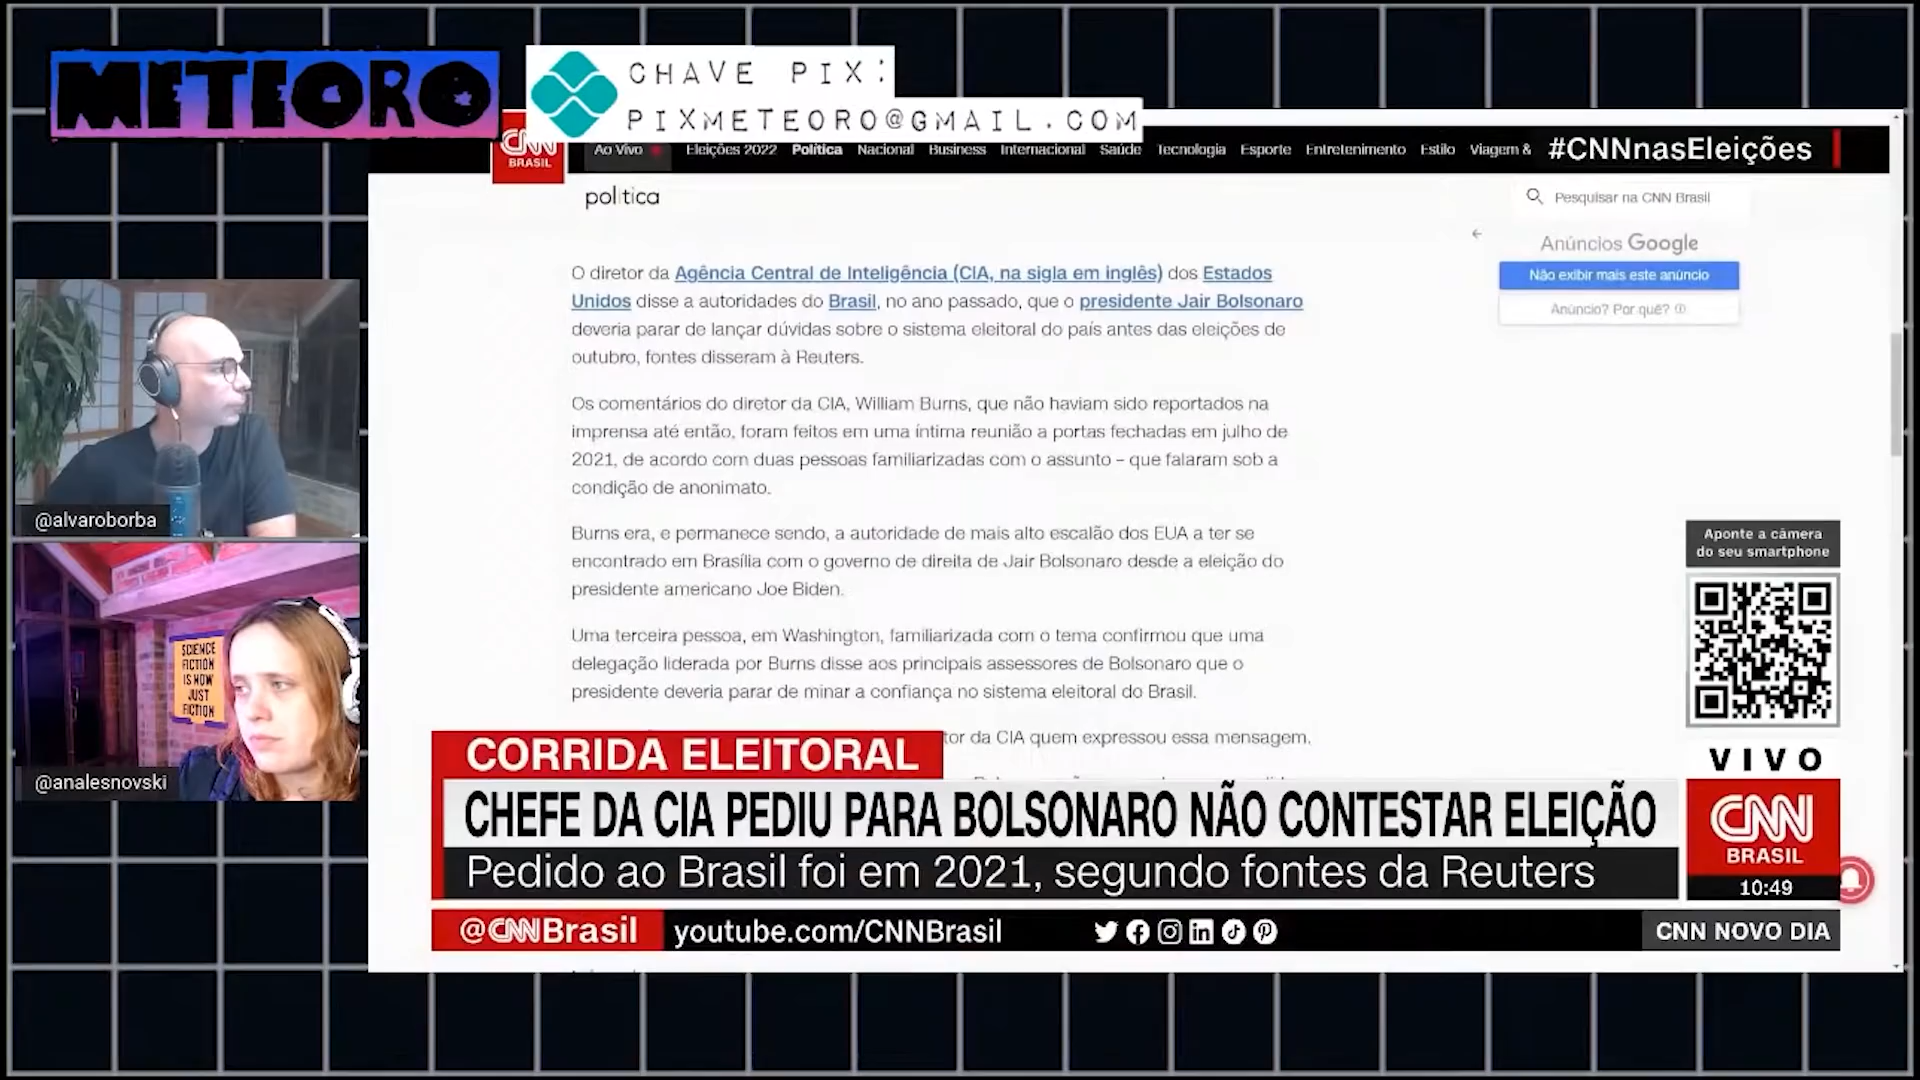 METEORO
CHAVE PIX:
PIXMETEORO@GMAIL.COM
CNN
BRASIL
Ao Vivo
Eleições 2022 Política Nacional Business Internacional Saúde Tecnologia Esporte Entretenimento Estilo Viagem &
#CNNnasEleições
política
Pesquisar na CNN Brasil
Anúncios Google
Não exibir mais este anúncio
Anúncio? Por quê?
O diretor da Agência Central de Inteligência (CIA, na sigla em inglês) dos Estados
Unidos disse a autoridades do Brasil, no ano passado, que o presidente Jair Bolsonaro
deveria parar de lançar dúvidas sobre o sistema eleitoral do país antes das eleições de
outubro, fontes disseram à Reuters.
Os comentários do diretor da CIA, William Burns, que não haviam sido reportados na
imprensa até então, foram feitos em uma íntima reunião a portas fechadas em julho de
2021, de acordo com duas pessoas familiarizadas com o assunto – que falaram sob a
condição de anonimato.
Burns era, e permanece sendo, a autoridade de mais alto escalão dos EUA a ter se
encontrado em Brasília com o governo de direita de Jair Bolsonaro desde a eleição do
presidente americano Joe Biden.
Uma terceira pessoa, em Washington, familiarizada com o tema confirmou que uma
delegação liderada por Burns disse aos principais assessores de Bolsonaro que o
presidente deveria parar de minar a confiança no sistema eleitoral do Brasil.
tor da CIA quem expressou essa mensagem.
@alvaroborba
SCIENCE
FICTION
IS NOW
JUST
FICTION
@analesnovski
Aponte a câmera
do seu smartphone
VIVO
CORRIDA ELEITORAL
CHEFE DA CIA PEDIU PARA BOLSONARO NÃO CONTESTAR ELEIÇÃO
Pedido ao Brasil foi em 2021, segundo fontes da Reuters
CNN
BRASIL
10:49
@CNNBrasil
youtube.com/CNNBrasil
CNN NOVO DIA